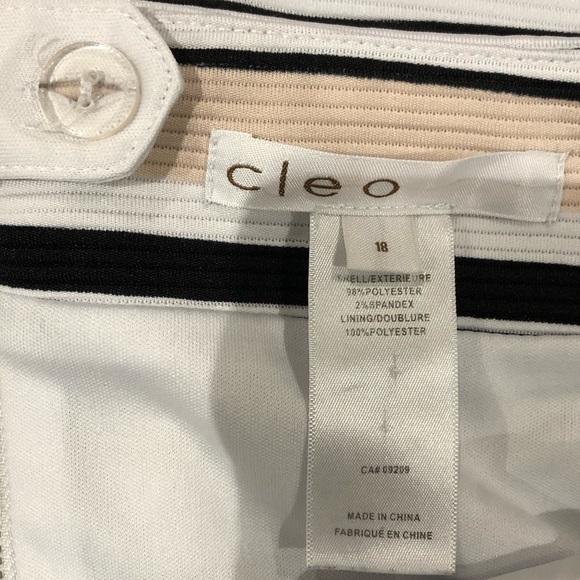 cleo
18
SHELL/EXTERIEURE
98%POLYESTER
2%SPANDEX
LINING/DOUBLURE
100%POLYESTER
CA# 09209
MADE IN CHINA
FABRIQUÉ EN CHINE